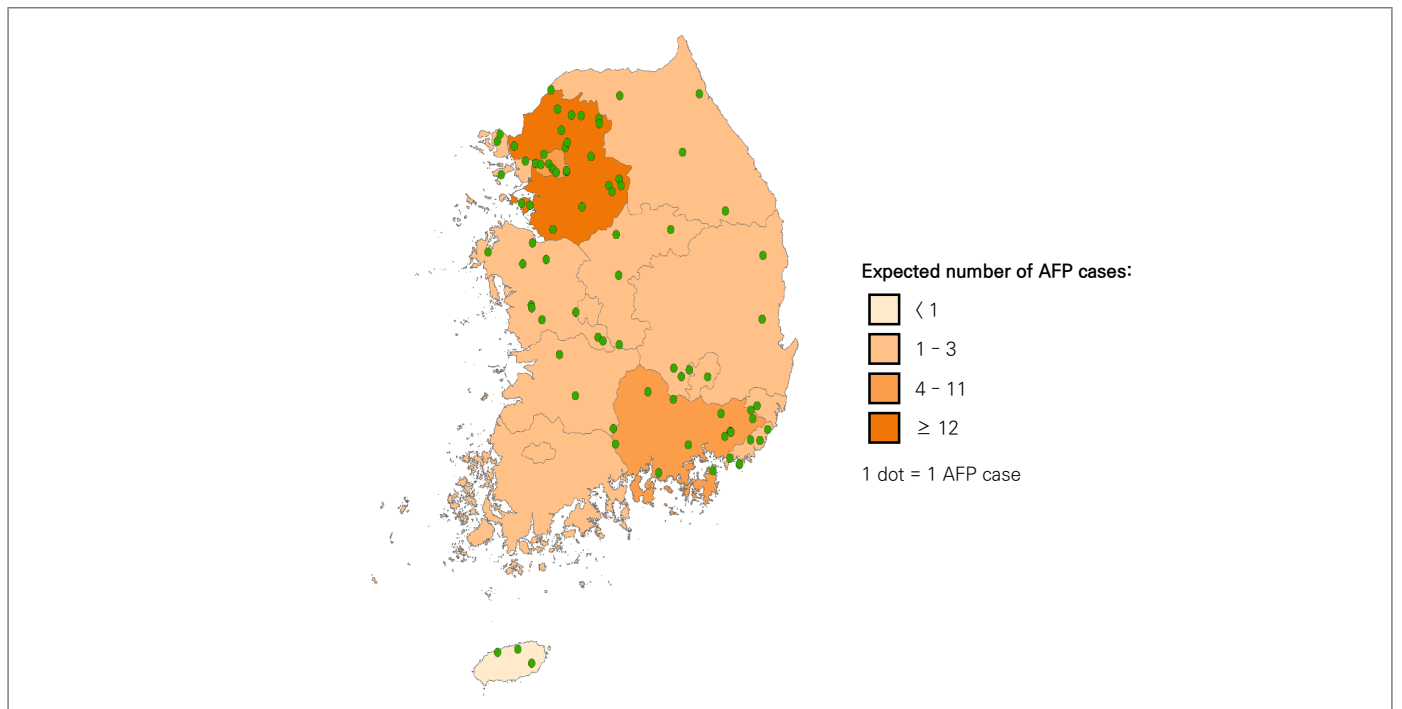 Expected number of AFP cases:
〈 1
1 - 3
4 - 11
≥ 12
1 dot = 1 AFP case